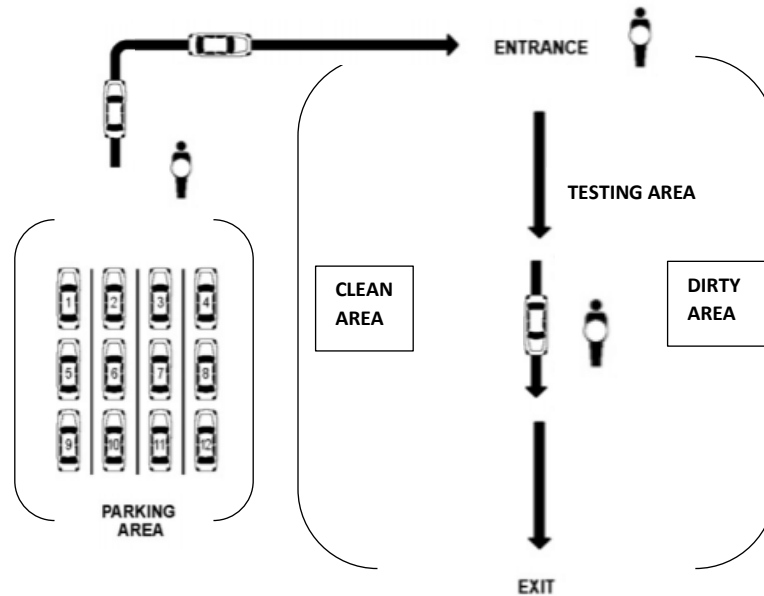 ENTRANCE
TESTING AREA
CLEAN
AREA
DIRTY
AREA
1 2 3 4
5 6 7 8
9 10 11 12
PARKING
AREA
EXIT